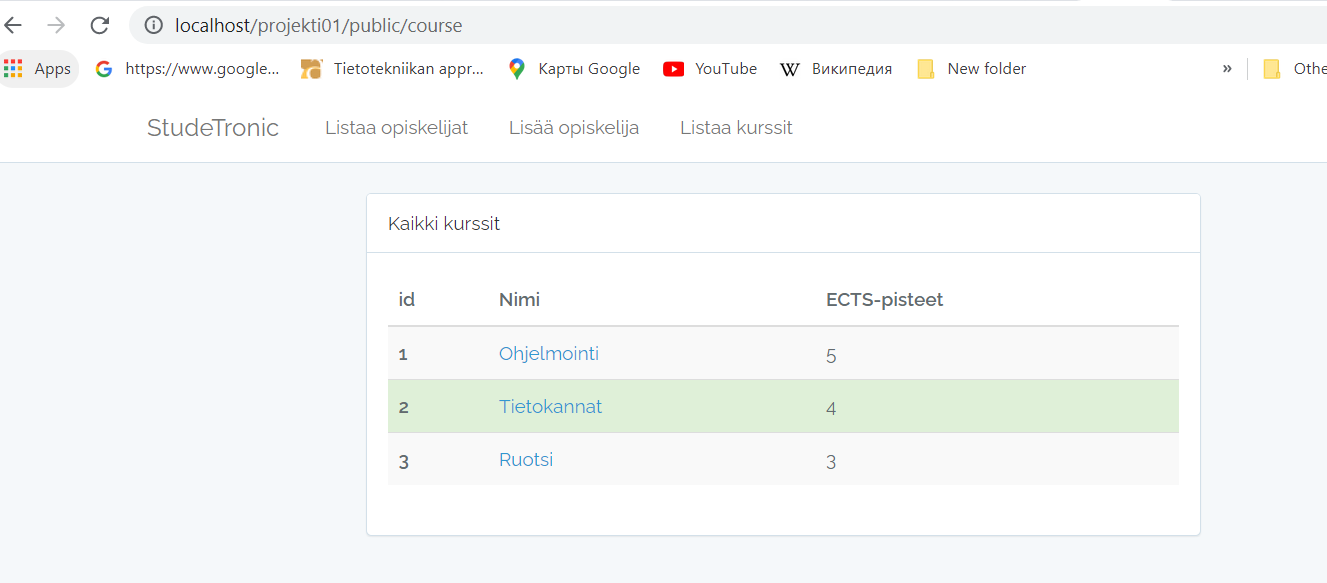 localhost/projekti01/public/course
Apps https://www.google... Tietotekniikan appr... Карты Google YouTube Википедия New folder » Othe
StudeTronic Listaa opiskelijat Lisää opiskelija Listaa kurssit
Kaikki kurssit
id Nimi ECTS-pisteet
1 Ohjelmointi 5
2 Tietokannat 4
3 Ruotsi 3